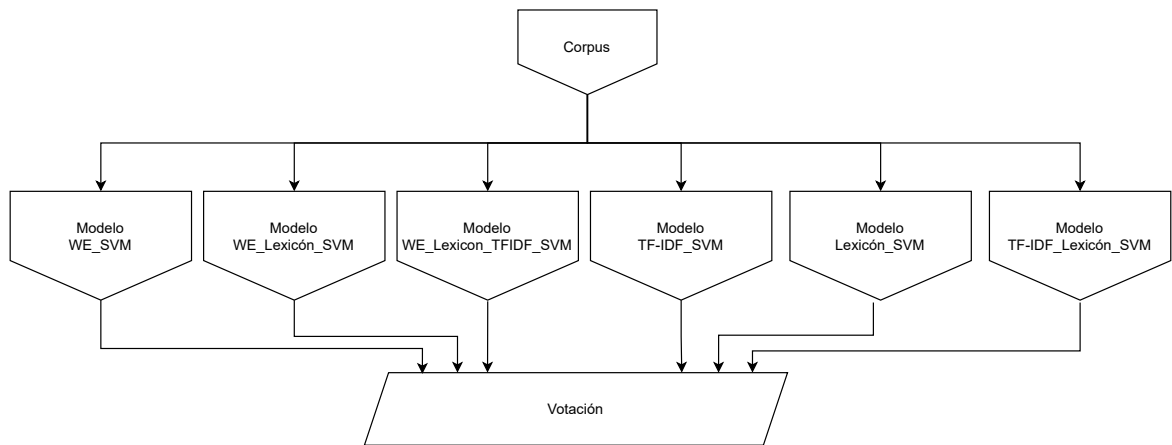 Corpus
Modelo
WE_SVM
Modelo
WE_Lexicón_SVM
Modelo
WE_Lexicon_TFIDF_SVM
Modelo
TF-IDF_SVM
Modelo
Lexicón_SVM
Modelo
TF-IDF_Lexicón_SVM
Votación